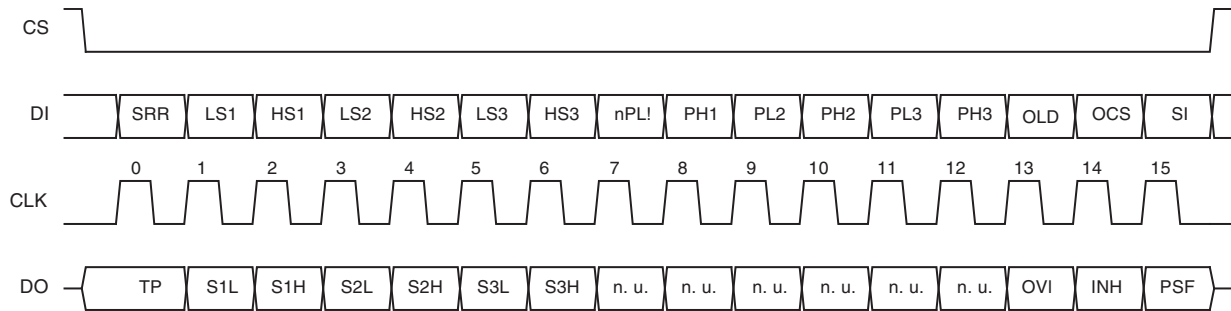 CS
DI SRR LS1 HS1 LS2 HS2 LS3 HS3 nPL! PH1 PL2 PH2 PL3 PH3 OLD OCS SI
0 1 2 3 4 5 6 7 8 9 10 11 12 13 14 15
CLK
DO TP S1L S1H S2L S2H S3L S3H n. u. n. u. n. u. n. u. n. u. n. u. OVI INH PSF